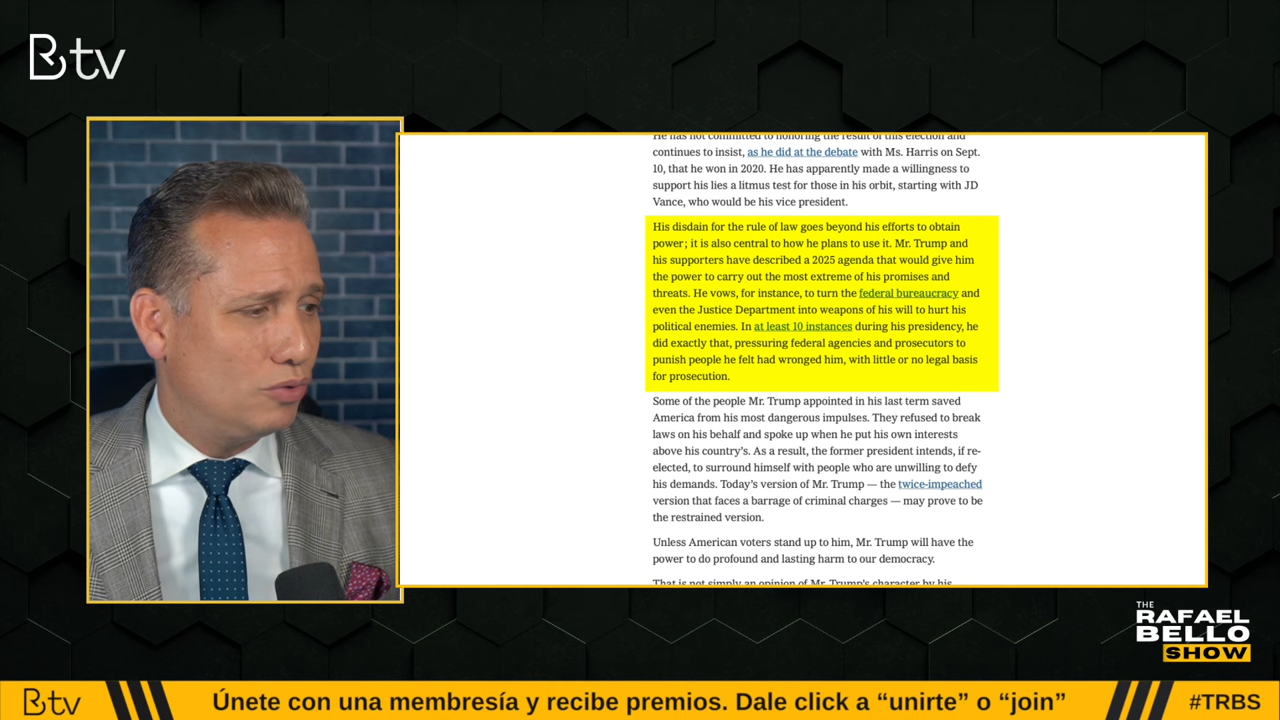 Btv
He has not committed to honoring the result of this election and
continues to insist, as he did at the debate with Ms. Harris on Sept.
10, that he won in 2020. He has apparently made a willingness to
support his lies a litmus test for those in his orbit, starting with JD
Vance, who would be his vice president.
His disdain for the rule of law goes beyond his efforts to obtain
power; it is also central to how he plans to use it. Mr. Trump and
his supporters have described a 2025 agenda that would give him
the power to carry out the most extreme of his promises and
threats. He vows, for instance, to turn the federal bureaucracy and
even the Justice Department into weapons of his will to hurt his
political enemies. In at least 10 instances during his presidency, he
did exactly that, pressuring federal agencies and prosecutors to
punish people he felt had wronged him, with little or no legal basis
for prosecution.
Some of the people Mr. Trump appointed in his last term saved
America from his most dangerous impulses. They refused to break
laws on his behalf and spoke up when he put his own interests
above his country’s. As a result, the former president intends, if re-
elected, to surround himself with people who are unwilling to defy
his demands. Today’s version of Mr. Trump — the twice-impeached
version that faces a barrage of criminal charges — may prove to be
the restrained version.
Unless American voters stand up to him, Mr. Trump will have the
power to do profound and lasting harm to our democracy.
That is not simply an opinion of Mr. Trump’s character by his
THE
RAFAEL
BELLO
SHOW
Btv
Únete con una membresía y recibe premios. Dale click a “unirte” o “join”
#TRBS